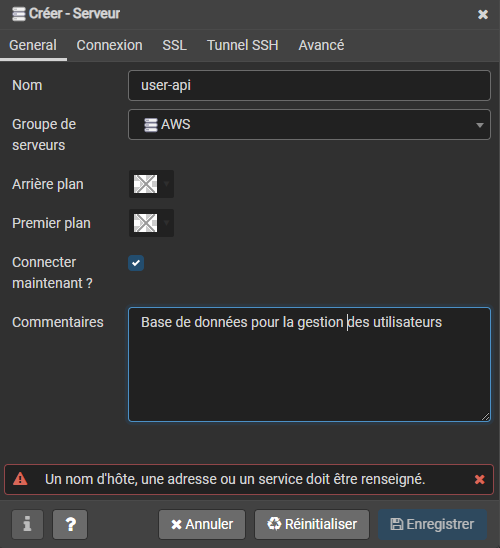 Créer - Serveur
General Connexion SSL Tunnel SSH Avancé
Nom user-api
Groupe de AWS
serveurs
Arrière plan
Premier plan
Connecter
maintenant ?
Commentaires Base de données pour la gestion des utilisateurs
Un nom d'hôte, une adresse ou un service doit être renseigné.
i ? Annuler Réinitialiser Enregistrer